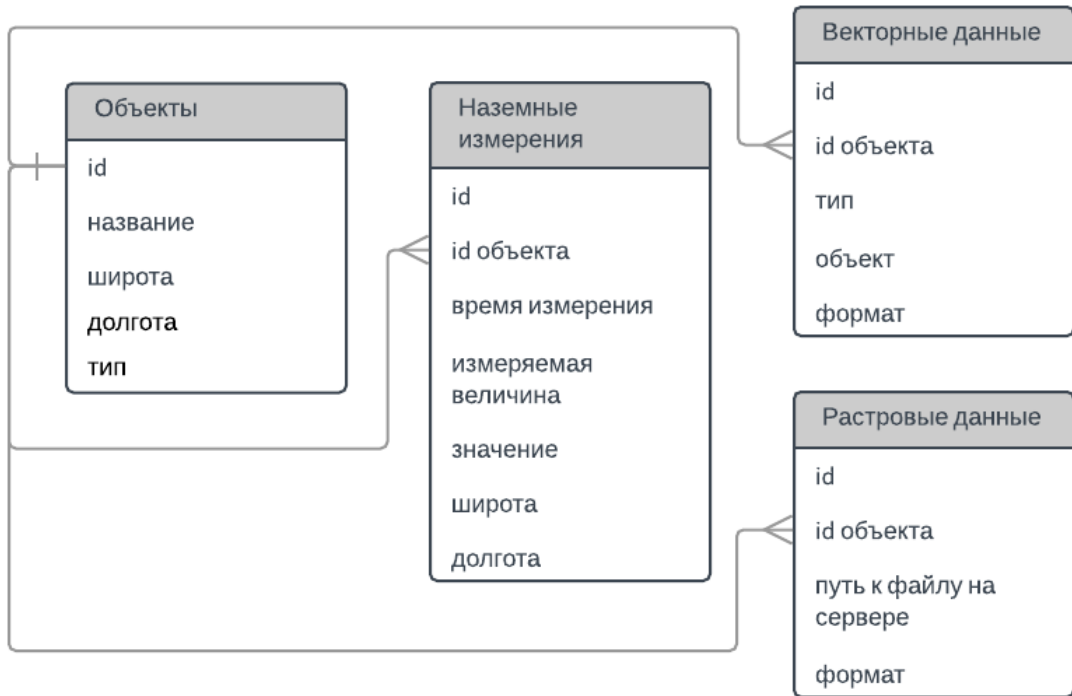 Объекты
id
название
широта
долгота
тип
Наземные
измерения
id
id объекта
время измерения
измеряемая
величина
значение
широта
долгота
Векторные данные
id
id объекта
тип
объект
формат
Растровые данные
id
id объекта
путь к файлу на
сервере
формат